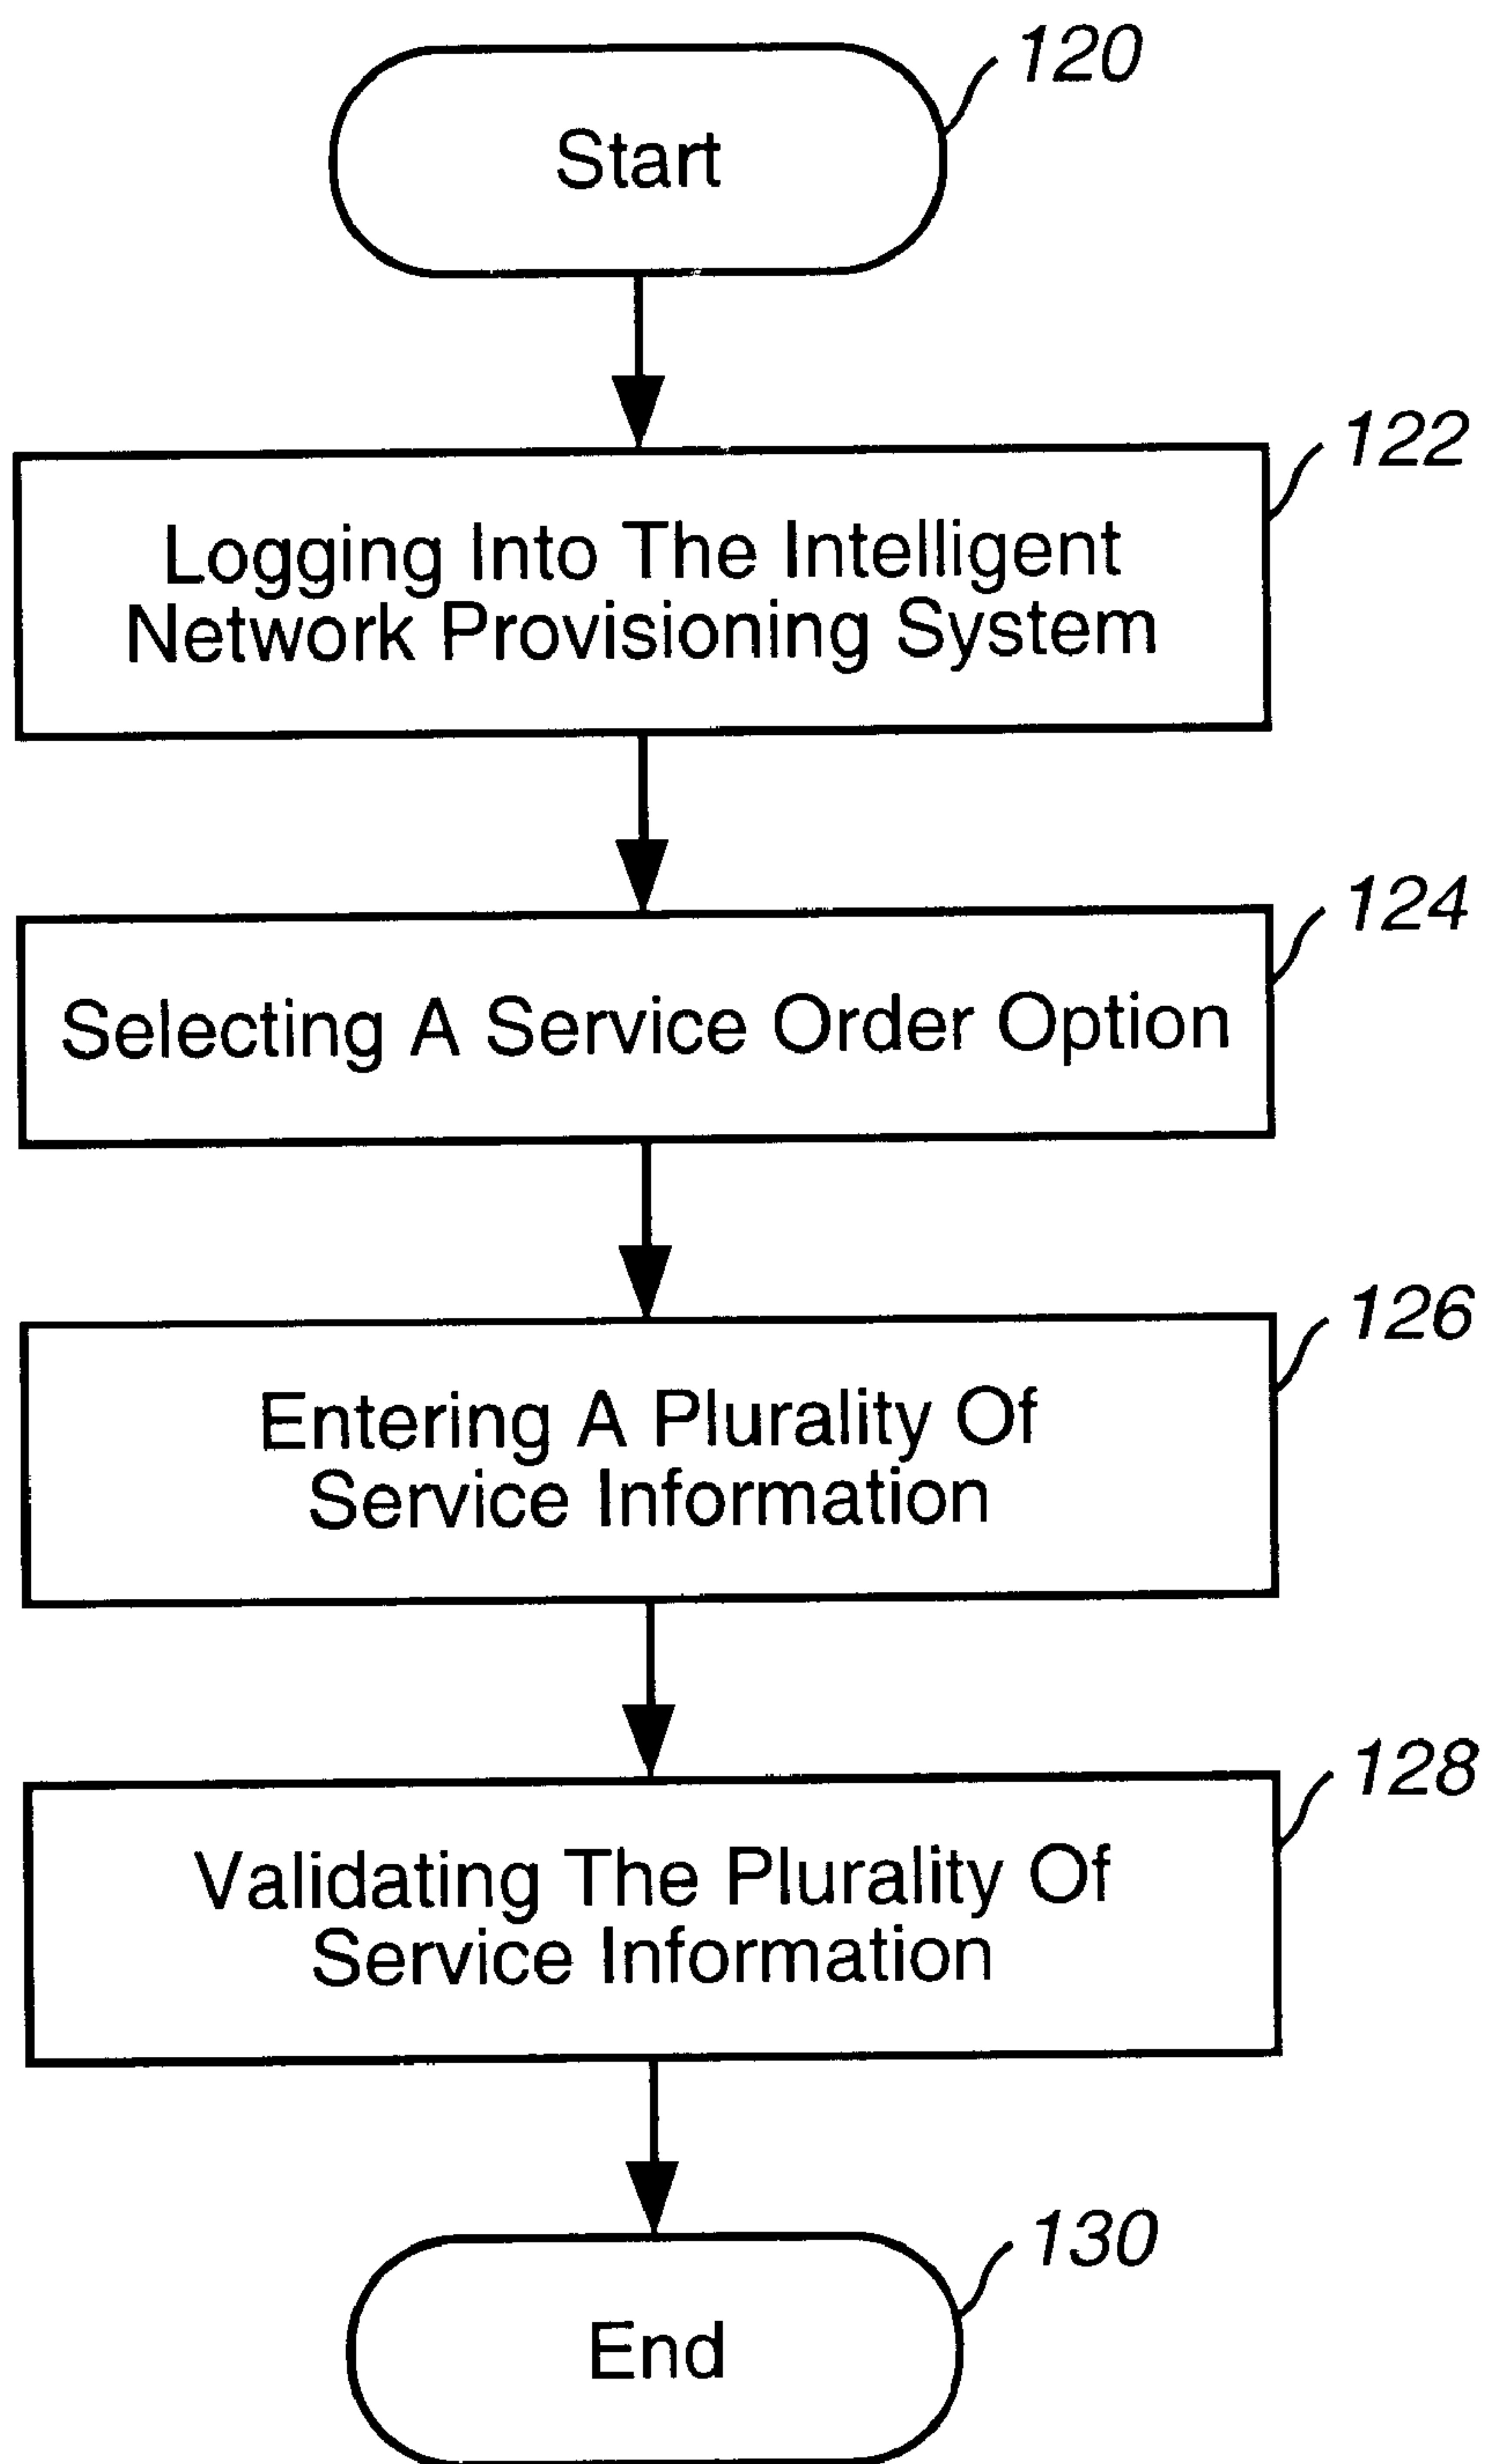 120
Start
122
Logging Into The Intelligent
Network Provisioning System
124
Selecting A Service Order Option
126
Entering A Plurality Of
Service Information
128
Validating The Plurality Of
Service Information
130
End